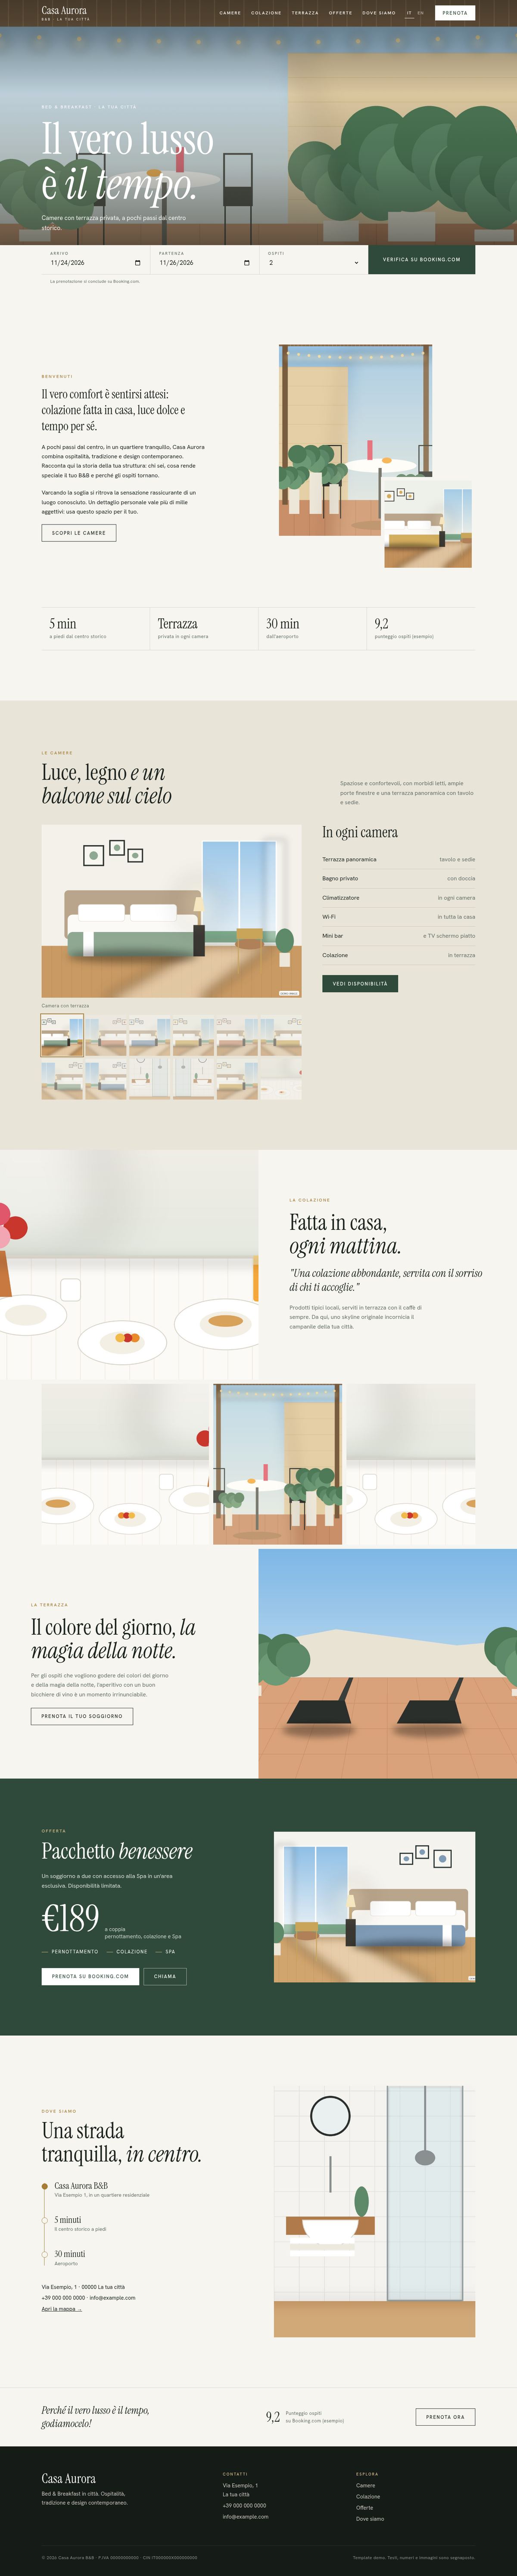 Casa Aurora
B&B · LA TUA CITTÀ
CAMERE COLAZIONE TERRAZZA OFFERTE DOVE SIAMO IT EN PRENOTA
BED & BREAKFAST · LA TUA CITTÀ
Il vero lusso
è il tempo.
Camere con terrazza privata, a pochi passi dal centro
storico.
ARRIVO PARTENZA OSPITI
11/24/2026 11/26/2026 2 VERIFICA SU BOOKING.COM
La prenotazione si conclude su Booking.com.
BENVENUTI
Il vero comfort è sentirsi attesi:
colazione fatta in casa, luce dolce e
tempo per sé.
A pochi passi dal centro, in un quartiere tranquillo, Casa Aurora
combina ospitalità, tradizione e design contemporaneo.
Racconta qui la storia della tua struttura: chi sei, cosa rende
speciale il tuo B&B e perché gli ospiti tornano.
Varcando la soglia si ritrova la sensazione rassicurante di un
luogo conosciuto. Un dettaglio personale vale più di mille
aggettivi: usa questo spazio per il tuo.
SCOPRI LE CAMERE
5 min
a piedi dal centro storico
Terrazza
privata in ogni camera
30 min
dall'aeroporto
9,2
punteggio ospiti (esempio)
LE CAMERE
Luce, legno e un
balcone sul cielo
Spaziose e confortevoli, con morbidi letti, ampie
porte finestre e una terrazza panoramica con tavolo
e sedie.
In ogni camera
Terrazza panoramica tavolo e sedie
Bagno privato con doccia
Climatizzatore in ogni camera
Wi-Fi in tutta la casa
Mini bar e TV schermo piatto
Colazione in terrazza
VEDI DISPONIBILITÀ
Camera con terrazza
LA COLAZIONE
Fatta in casa,
ogni mattina.
"Una colazione abbondante, servita con il sorriso
di chi ti accoglie."
Prodotti tipici locali, serviti in terrazza con il caffè di
sempre. Da qui, uno skyline originale incornicia il
campanile della tua città.
LA TERRAZZA
Il colore del giorno, la
magia della notte.
Per gli ospiti che vogliono godere dei colori del giorno
e della magia della notte, l'aperitivo con un buon
bicchiere di vino è un momento irrinunciabile.
PRENOTA IL TUO SOGGIORNO
OFFERTA
Pacchetto benessere
Un soggiorno a due con accesso alla Spa in un'area
esclusiva. Disponibilità limitata.
€189 a coppia
pernottamento, colazione e Spa
PERNOTTAMENTO COLAZIONE SPA
PRENOTA SU BOOKING.COM CHIAMA
DOVE SIAMO
Una strada
tranquilla, in centro.
Casa Aurora B&B
Via Esempio 1, in un quartiere residenziale
5 minuti
Il centro storico a piedi
30 minuti
Aeroporto
Via Esempio, 1 · 00000 La tua città
+39 000 000 0000 · info@example.com
Apri la mappa →
Perché il vero lusso è il tempo,
godiamocelo!
9,2 Punteggio ospiti
su Booking.com (esempio)
PRENOTA ORA
Casa Aurora
Bed & Breakfast in città. Ospitalità,
tradizione e design contemporaneo.
CONTATTI
Via Esempio, 1
La tua città
+39 000 000 0000
info@example.com
ESPLORA
Camere
Colazione
Offerte
Dove siamo
Template demo. Testi, numeri e immagini sono segnaposto.